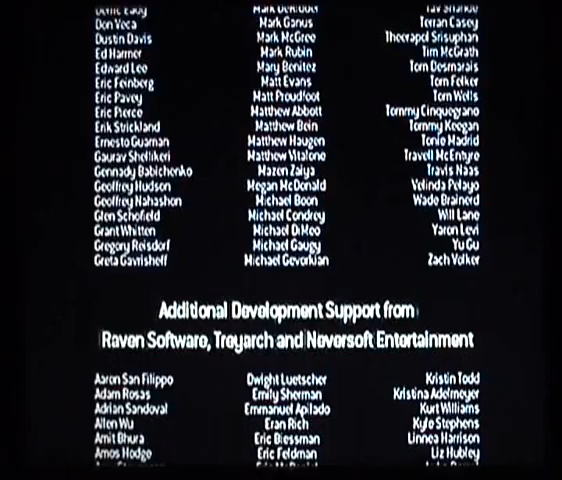 Don Veca Mark Ganus Terran Casey
Dustin Davis Mark McGree Theerapol Srisuphan
Ed Harmer Mark Rubin Tim McGrath
Edward Lee Mary Benitez Tom Desmarais
Eric Feinberg Matt Evans Tom Felker
Eric Pavey Matt Proudfoot Tom Wells
Eric Pierce Matthew Abbott Tommy Cinquegrano
Erik Strickland Matthew Bein Tommy Keegan
Ernesto Guaman Matthew Haugen Tonie Madrid
Gaurav Shellikeri Matthew Vitalone Travell McEntyre
Gennady Babichenko Mazen Zaiya Travis Naas
Geoffrey Hudson Megan McDonald Velinda Pelayo
Geoffrey Nahashon Michael Boon Wade Brainerd
Glen Schofield Michael Condrey Will Lane
Grant Whitten Michael DiMeo Yaron Levi
Gregory Reisdorf Michael Gaugy Yu Gu
Greta Gavrisheff Michael Gevorkian Zach Volker
Additional Development Support from
Raven Software, Treyarch and Neversoft Entertainment
Aaron San Filippo Dwight Luetscher Kristin Todd
Adam Rosas Emily Sherman Kristina Adelmeyer
Adrian Sandoval Emmanuel Apilado Kurt Williams
Allen Wu Eran Rich Kyle Stephens
Amit Bhura Eric Biessman Linnea Harrison
Amos Hodge Eric Feldman Liz Hubley